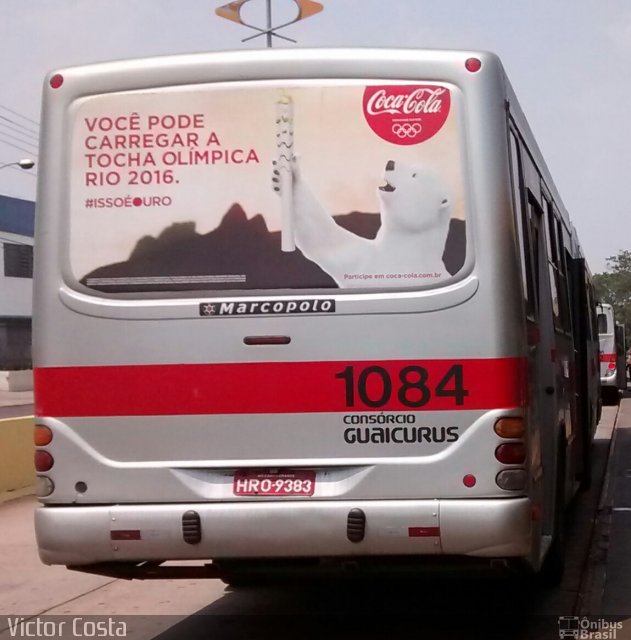 VOCÊ PODE
CARREGAR A
TOCHA OLÍMPICA
RIO 2016.
#ISSOÉOURO
Coca-Cola
Participe em coca-cola.com.br
Marcopolo
1084
CONSÓRCIO
GUAICURUS
HRO-9383
Victor Costa
Ônibus
Brasil